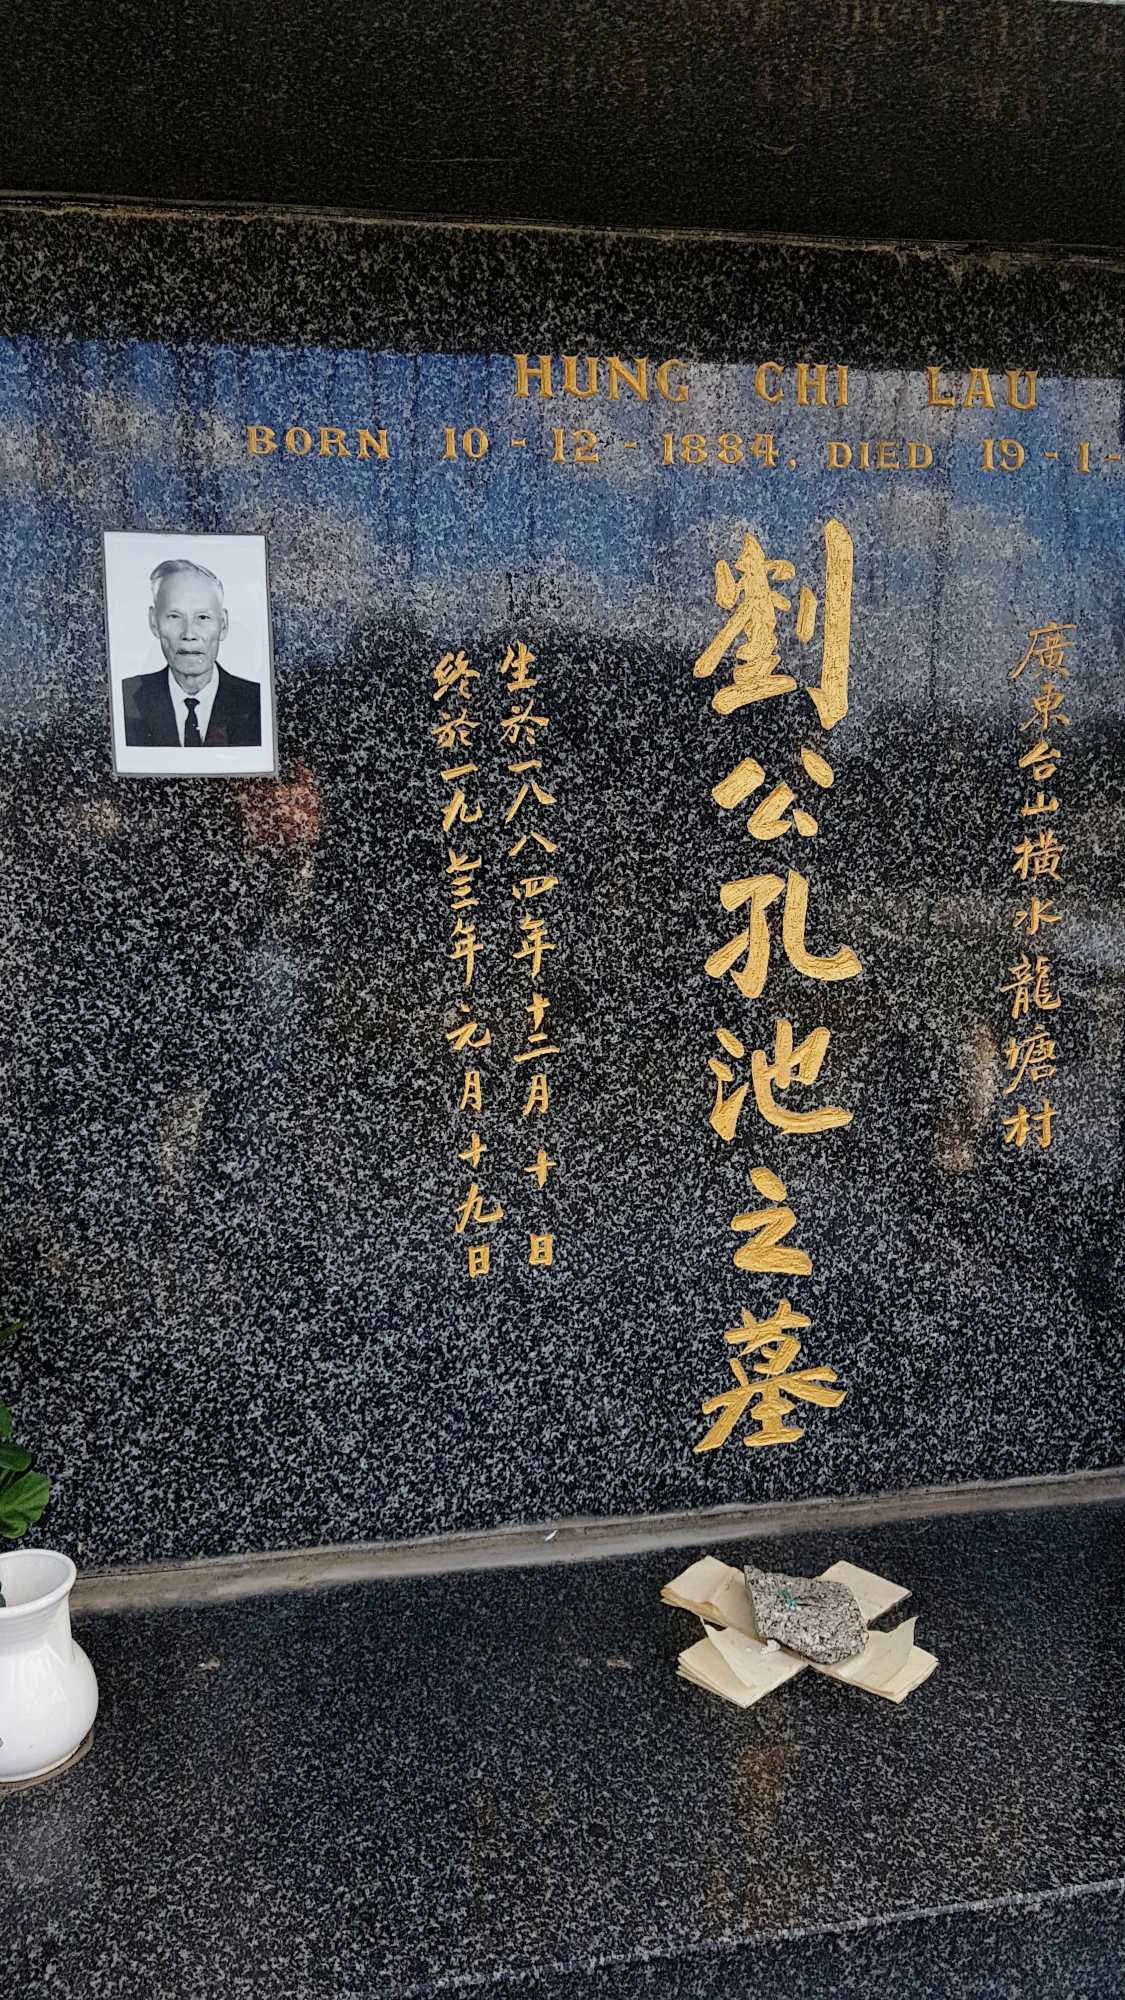 HUNG CHI LAU
BORN 10-12-1884, DIED 19-1-
廣東台山橫水龍塘村
劉公孔池之墓
生於一八八四年十二月十日
終於一九七三年元月十九日